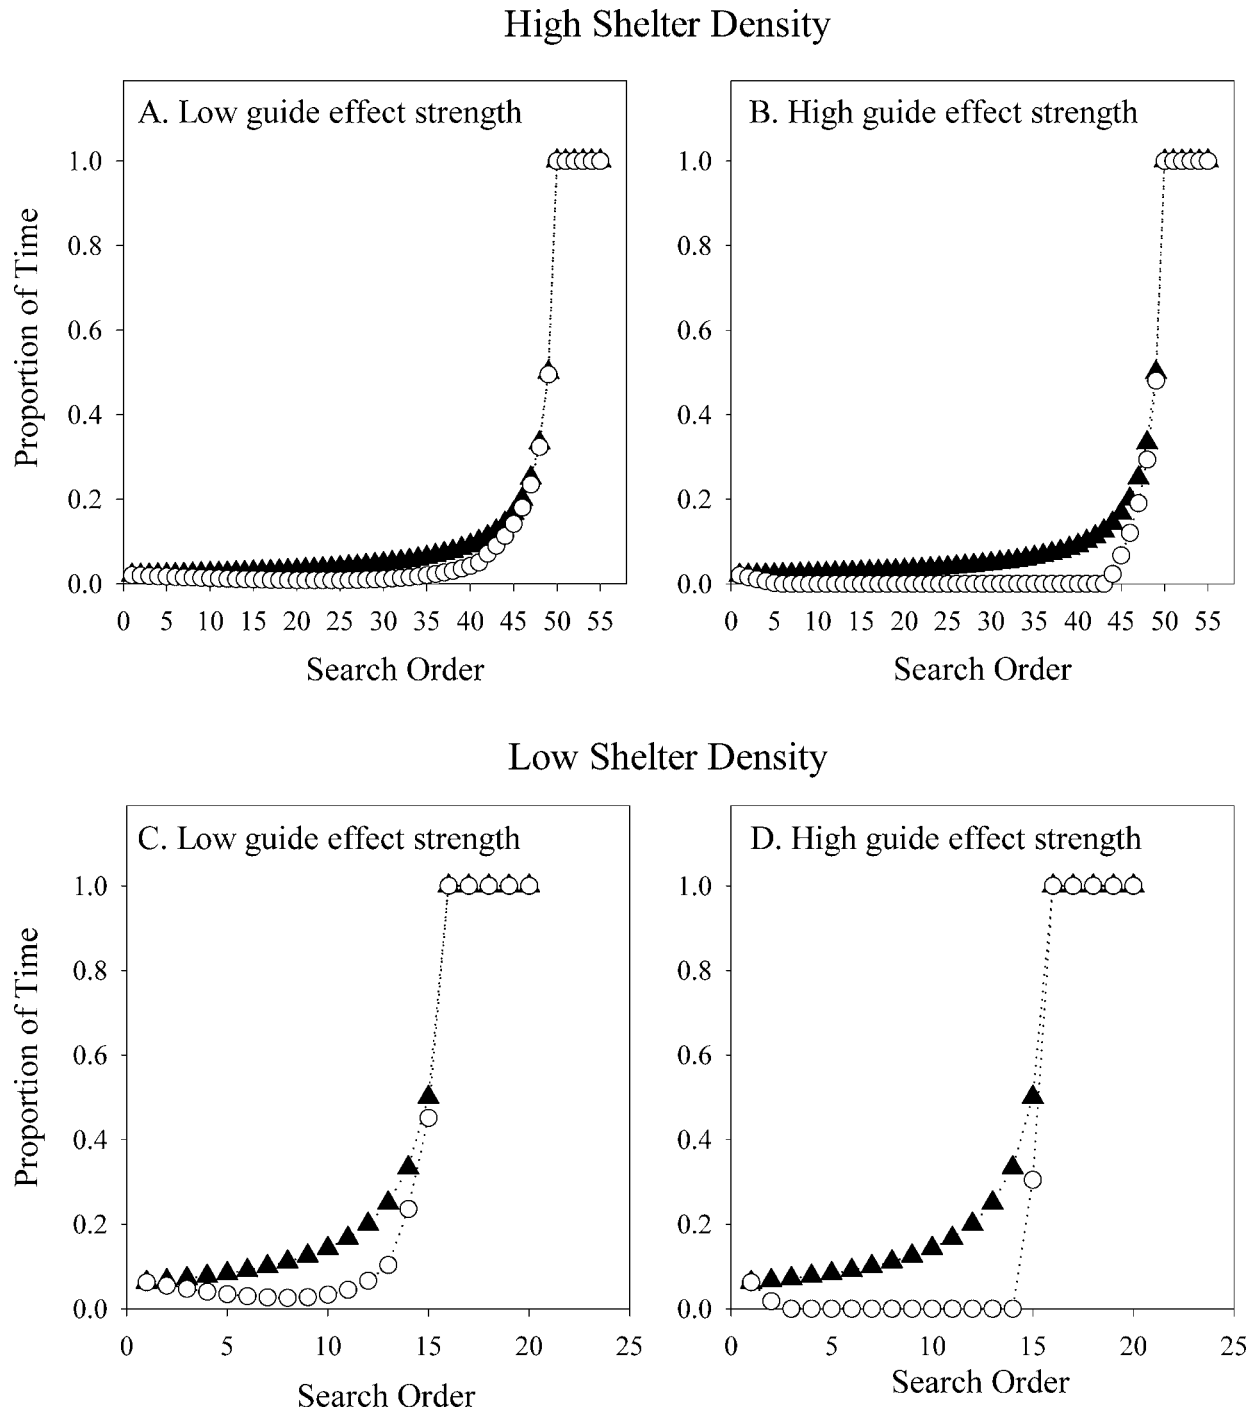 High Shelter Density
A. Low guide effect strength
B. High guide effect strength
Proportion of Time
1.0
0.8
0.6
0.4
0.2
0.0
0 5 10 15 20 25 30 35 40 45 50 55
Search Order
1.0
0.8
0.6
0.4
0.2
0.0
0 5 10 15 20 25 30 35 40 45 50 55
Search Order
Low Shelter Density
C. Low guide effect strength
D. High guide effect strength
Proportion of Time
1.0
0.8
0.6
0.4
0.2
0.0
0 5 10 15 20 25
Search Order
1.0
0.8
0.6
0.4
0.2
0.0
0 5 10 15 20 25
Search Order